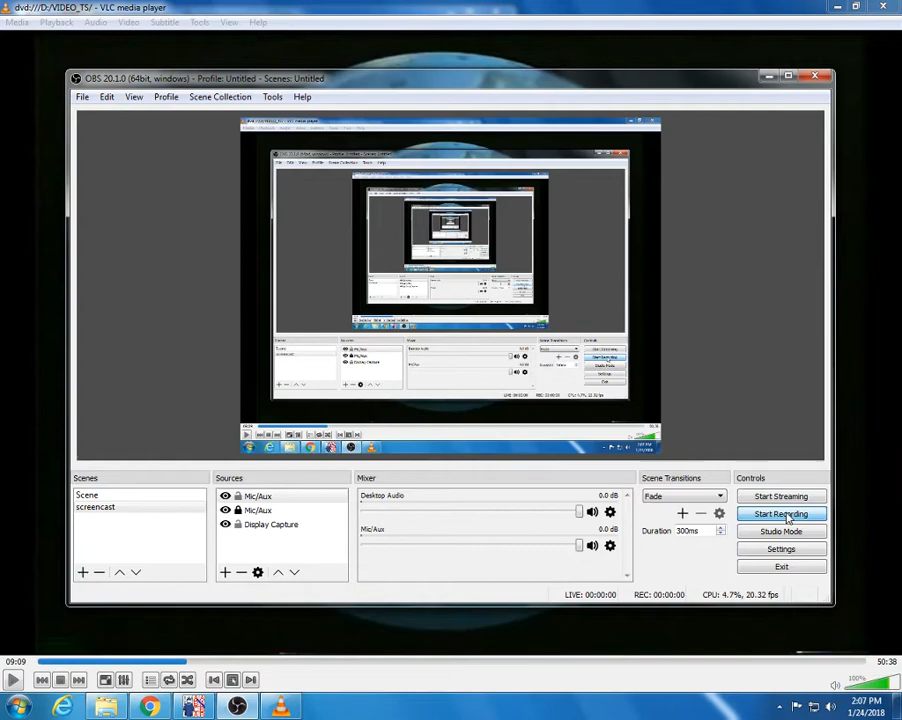 dvd:///D:/VIDEO_TS/ - VLC media player
Media Playback Audio Video Subtitle Tools View Help
OBS 20.1.0 (64bit, windows) - Profile: Untitled - Scenes: Untitled
File Edit View Profile Scene Collection Tools Help
Scenes Sources Mixer Scene Transitions Controls
Scene
screencast
Mic/Aux
Mic/Aux
Display Capture
Desktop Audio 0.0 dB
Mic/Aux 0.0 dB
Fade
Duration 300ms
Start Streaming
Start Recording
Studio Mode
Settings
Exit
LIVE: 00:00:00 REC: 00:00:00 CPU: 4.7%, 20.32 fps
09:09 50:38
100%
2:07 PM
1/24/2018